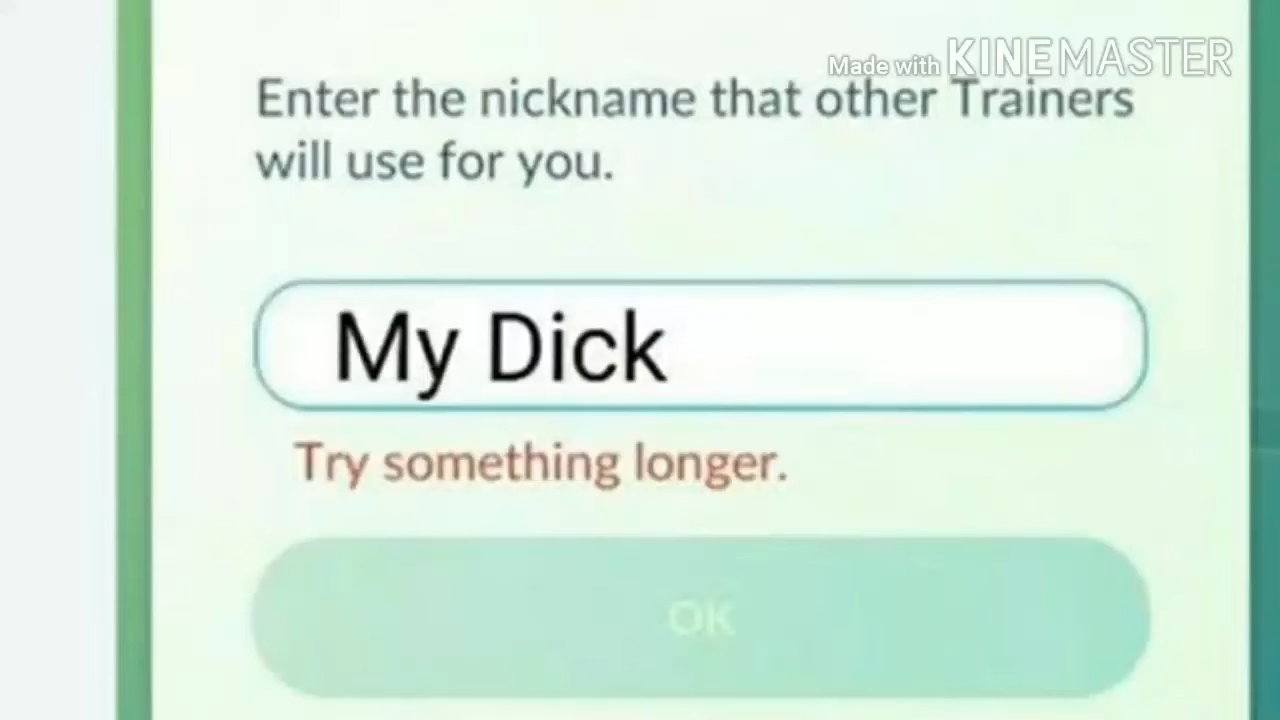 Made with KINEMASTER
Enter the nickname that other Trainers
will use for you.
My Dick
Try something longer.
OK